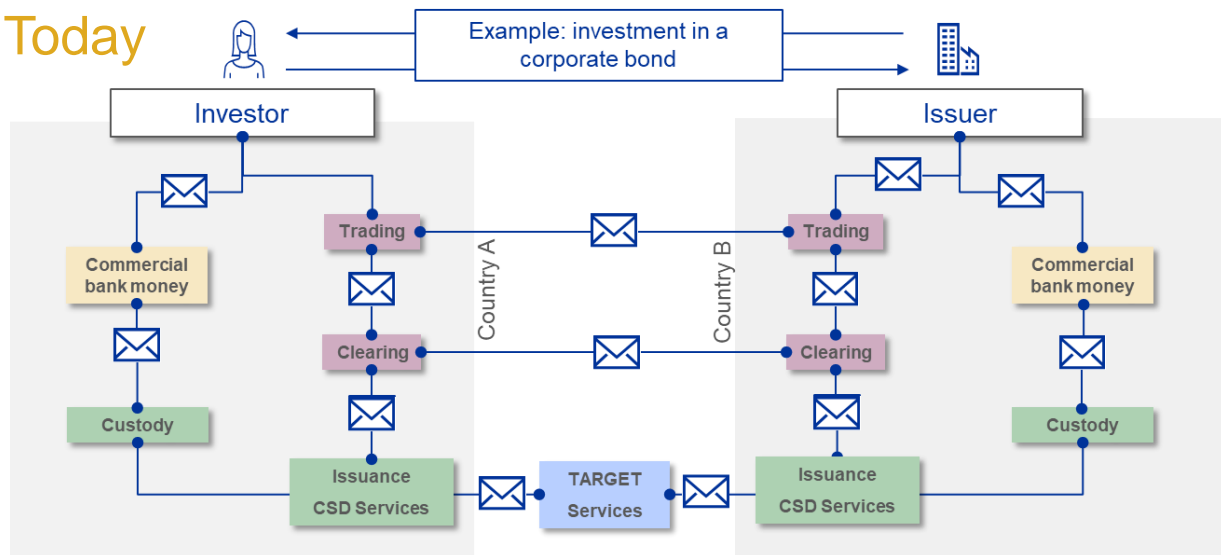 Today
Example: investment in a
corporate bond
Investor
Issuer
Trading
Trading
Commercial
bank money
Country A
Country B
Commercial
bank money
Clearing
Clearing
Custody
Custody
Issuance
CSD Services
TARGET
Services
Issuance
CSD Services